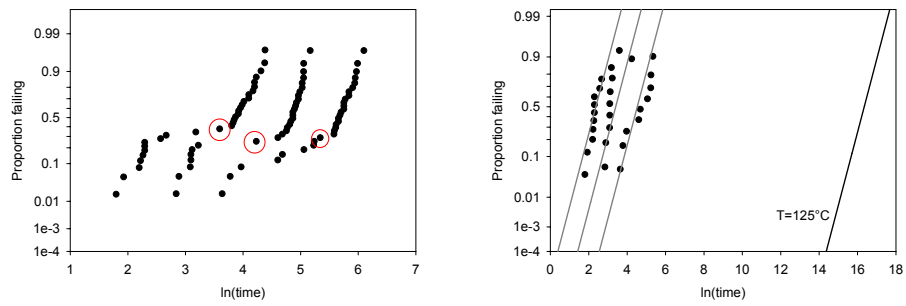 0.99
0.9
0.5
0.1
0.01
1e-3
1e-4
1 2 3 4 5 6 7
ln(time)
Proportion failing
0.99
0.9
0.5
0.1
0.01
1e-3
1e-4
0 2 4 6 8 10 12 14 16 18
ln(time)
Proportion failing
T=125°C